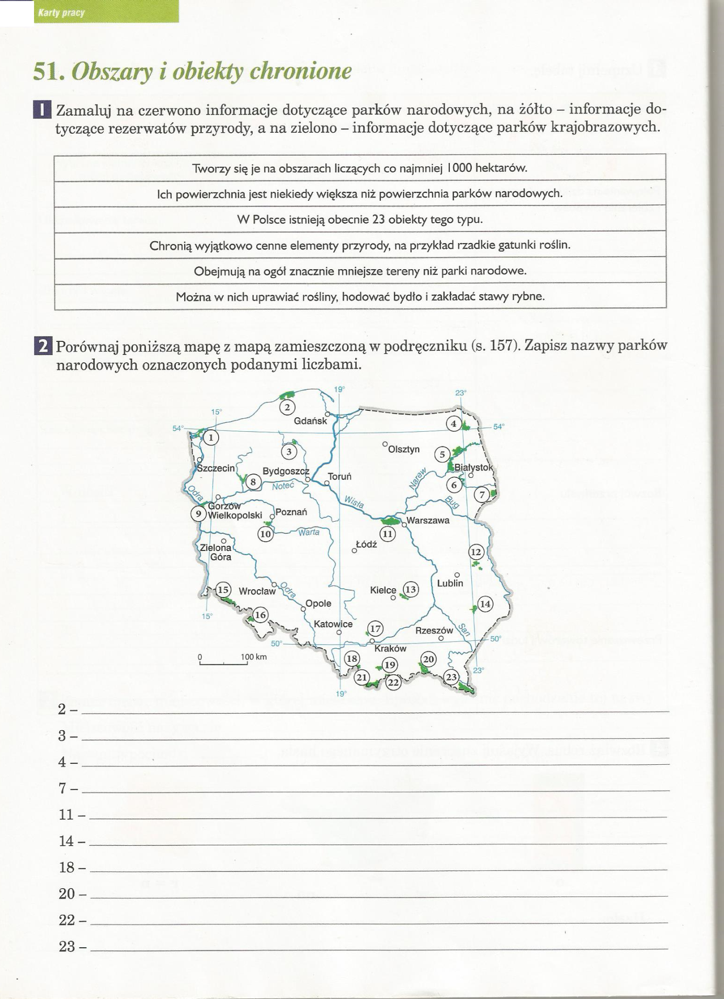 Karty pracy
51. Obszary i obiekty chronione
1 Zamaluj na czerwono informacje dotyczące parków narodowych, na żółto – informacje do-
tyczące rezerwatów przyrody, a na zielono – informacje dotyczące parków krajobrazowych.
Tworzy się je na obszarach liczących co najmniej 1000 hektarów.
Ich powierzchnia jest niekiedy większa niż powierzchnia parków narodowych.
W Polsce istnieją obecnie 23 obiekty tego typu.
Chronią wyjątkowo cenne elementy przyrody, na przykład rzadkie gatunki roślin.
Obejmują na ogół znacznie mniejsze tereny niż parki narodowe.
Można w nich uprawiać rośliny, hodować bydło i zakładać stawy rybne.
2 Porównaj poniższą mapę z mapą zamieszczoną w podręczniku (s. 157). Zapisz nazwy parków
narodowych oznaczonych podanymi liczbami.
19°
23°
15°
2
Gdańsk
4
54°
54°
1
3
Olsztyn
5
Szczecin
Białystok
Bydgoszcz
Toruń
8
Narew
6
Noteć
7
Odra
Wisła
Bug
Gorzów
Wielkopolski
9
Poznań
Warszawa
10
Warta
11
Łódź
Zielona
Góra
12
Lublin
15
Wrocław
Odra
Kielce
13
Opole
14
16
15°
Katowice
17
Rzeszów
San
50°
50°
Kraków
0
100 km
18
19
20
23°
21
22
23
19°
2 –
3 –
4 –
7 –
11 –
14 –
18 –
20 –
22 –
23 –